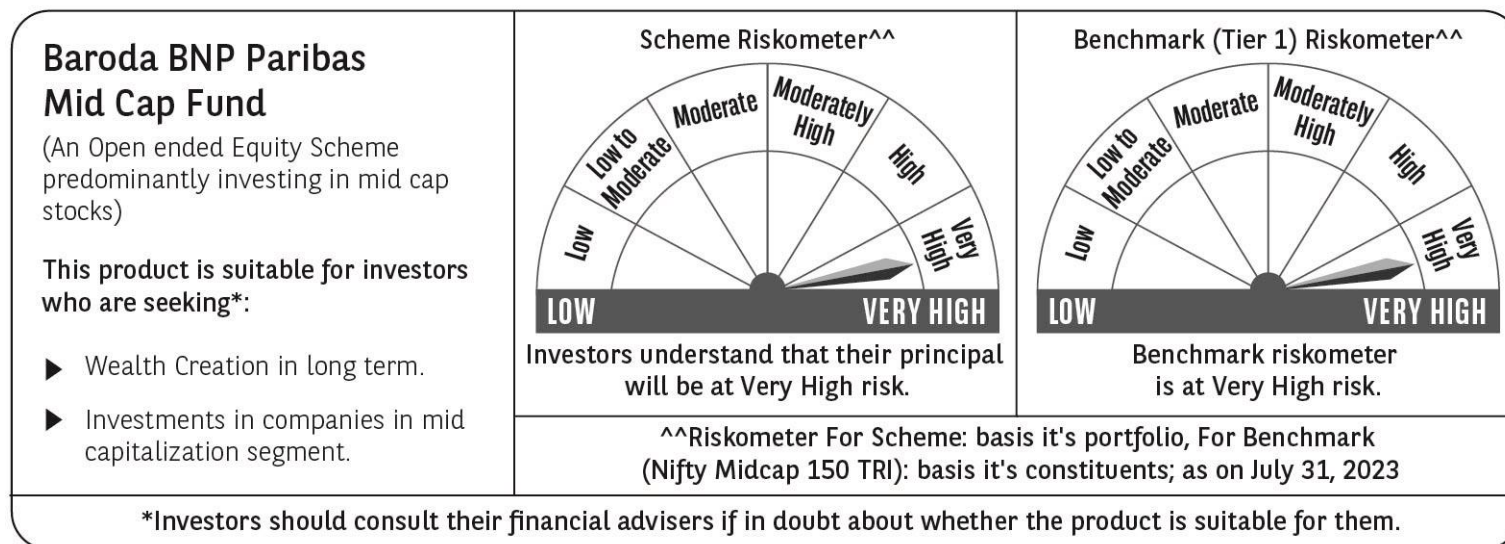 Baroda BNP Paribas
Mid Cap Fund
(An Open ended Equity Scheme
predominantly investing in mid cap
stocks)
This product is suitable for investors
who are seeking*:
▶ Wealth Creation in long term.
▶ Investments in companies in mid
capitalization segment.
Scheme Riskometer^^
Low
Low to
Moderate
Moderate
Moderately
High
High
Very
High
LOW
VERY HIGH
Investors understand that their principal
will be at Very High risk.
Benchmark (Tier 1) Riskometer^^
Low
Low to
Moderate
Moderate
Moderately
High
High
Very
High
LOW
VERY HIGH
Benchmark riskometer
is at Very High risk.
^^Riskometer For Scheme: basis it's portfolio, For Benchmark
(Nifty Midcap 150 TRI): basis it's constituents; as on July 31, 2023
*Investors should consult their financial advisers if in doubt about whether the product is suitable for them.